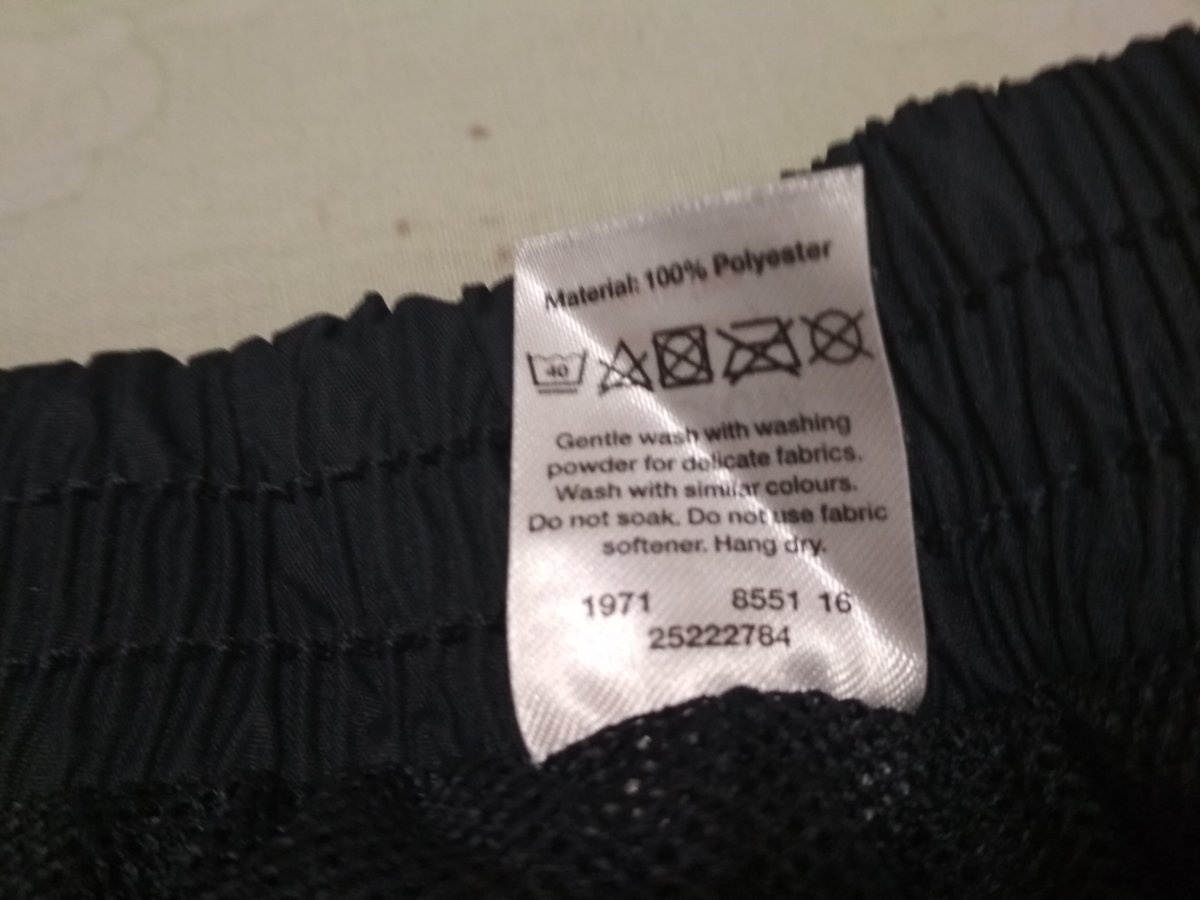 Material: 100% Polyester
40
Gentle wash with washing
powder for delicate fabrics.
Wash with similar colours.
Do not soak. Do not use fabric
softener. Hang dry.
1971 8551 16
25222784